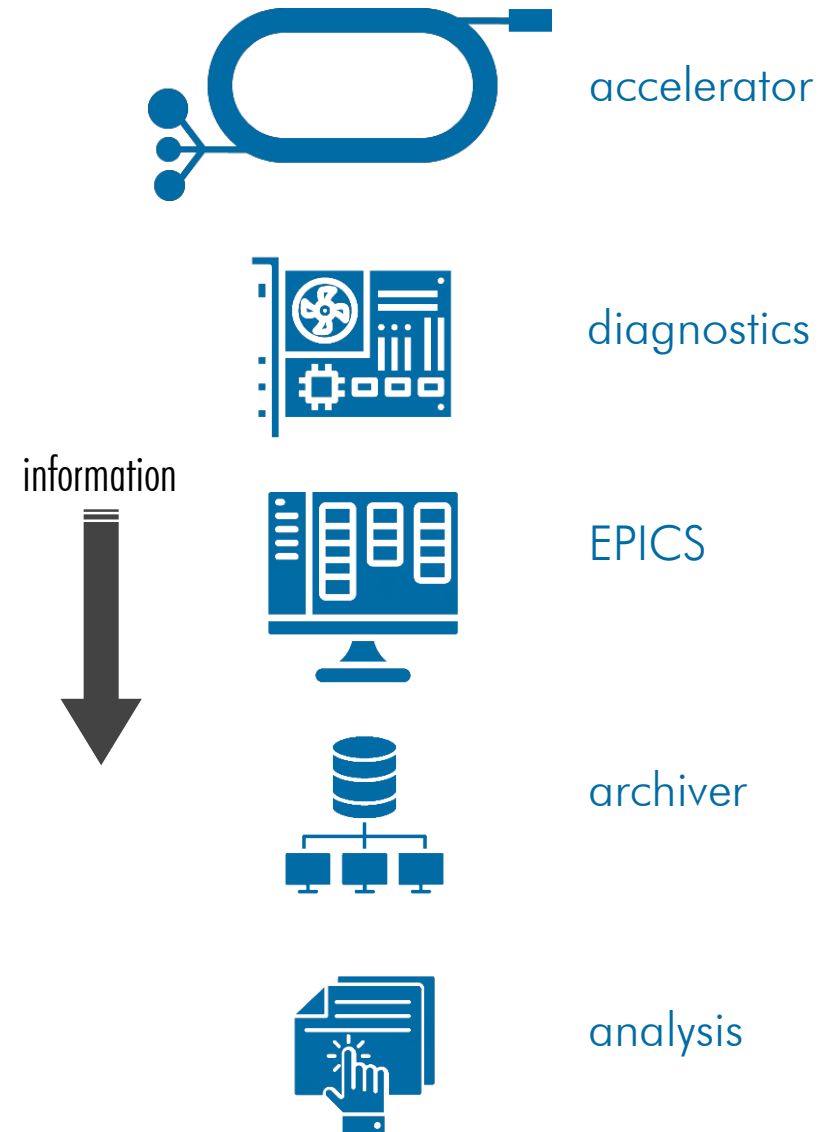 accelerator
diagnostics
information
EPICS
archiver
analysis